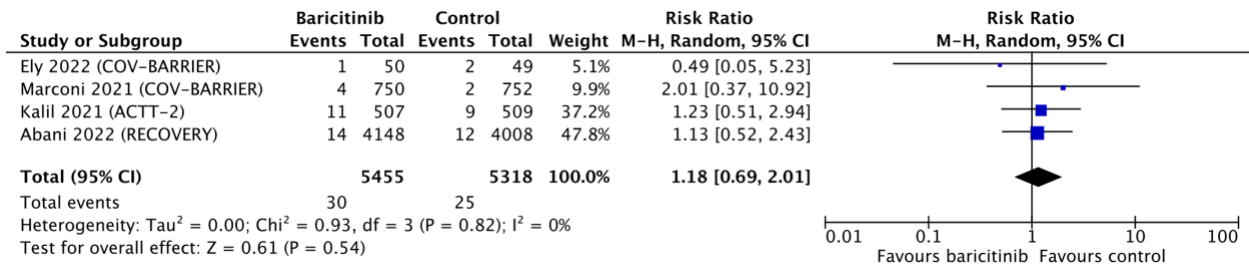 Baricitinib Control Risk Ratio Risk Ratio
Study or Subgroup Events Total Events Total Weight M-H, Random, 95% CI M-H, Random, 95% CI
Ely 2022 (COV-BARRIER) 1 50 2 49 5.1% 0.49 [0.05, 5.23]
Marconi 2021 (COV-BARRIER) 4 750 2 752 9.9% 2.01 [0.37, 10.92]
Kalil 2021 (ACTT-2) 11 507 9 509 37.2% 1.23 [0.51, 2.94]
Abani 2022 (RECOVERY) 14 4148 12 4008 47.8% 1.13 [0.52, 2.43]
Total (95% CI) 5455 5318 100.0% 1.18 [0.69, 2.01]
Total events 30 25
Heterogeneity: Tau² = 0.00; Chi² = 0.93, df = 3 (P = 0.82); I² = 0%
Test for overall effect: Z = 0.61 (P = 0.54)
0.01 0.1 1 10 100
Favours baricitinib Favours control